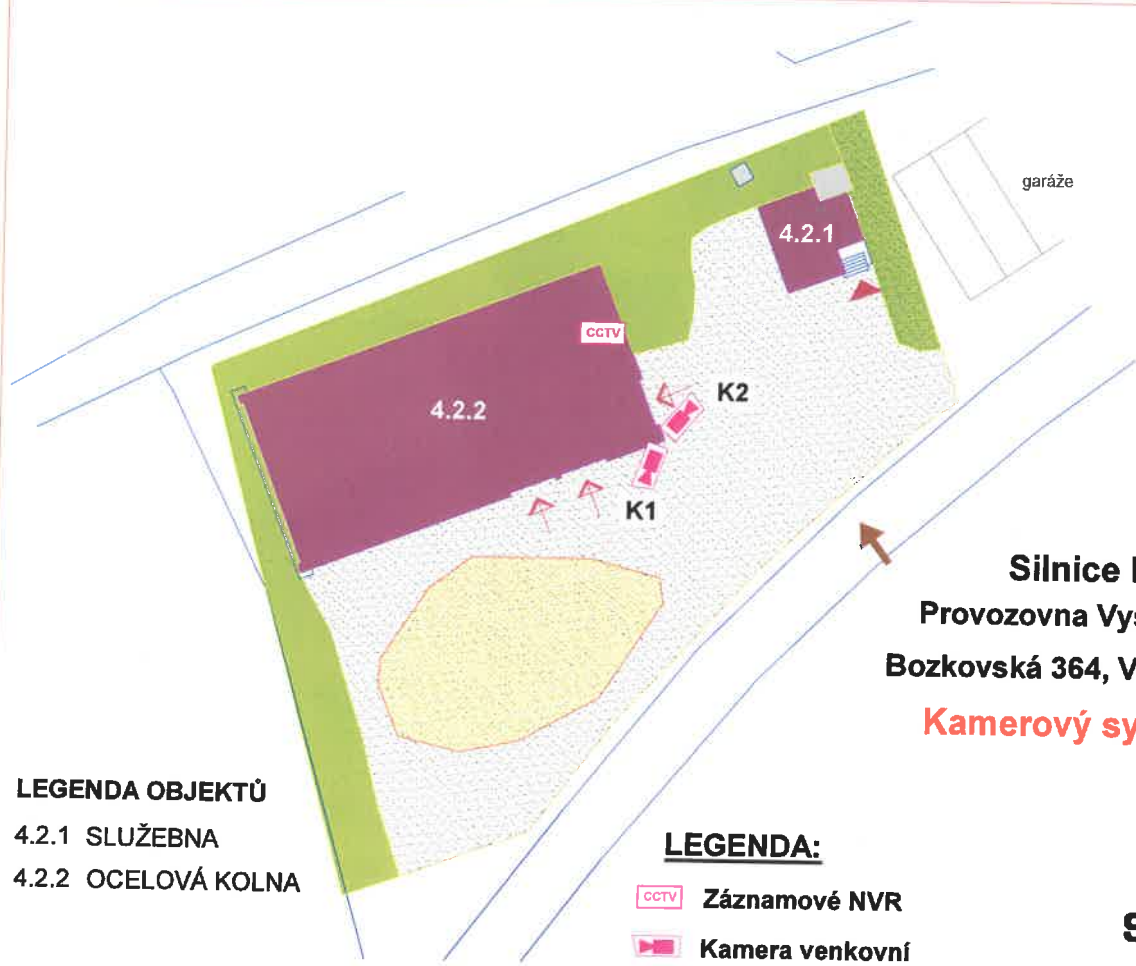 garáže
4.2.1
CCTV
4.2.2
K2
K1
Silnice
Provozovna
Bozkovská 364,
Kamerový
LEGENDA OBJEKTŮ
4.2.1 SLUŽEBNA
4.2.2 OCELOVÁ KOLNA
LEGENDA:
CCTV Záznamové NVR
Kamera venkovní